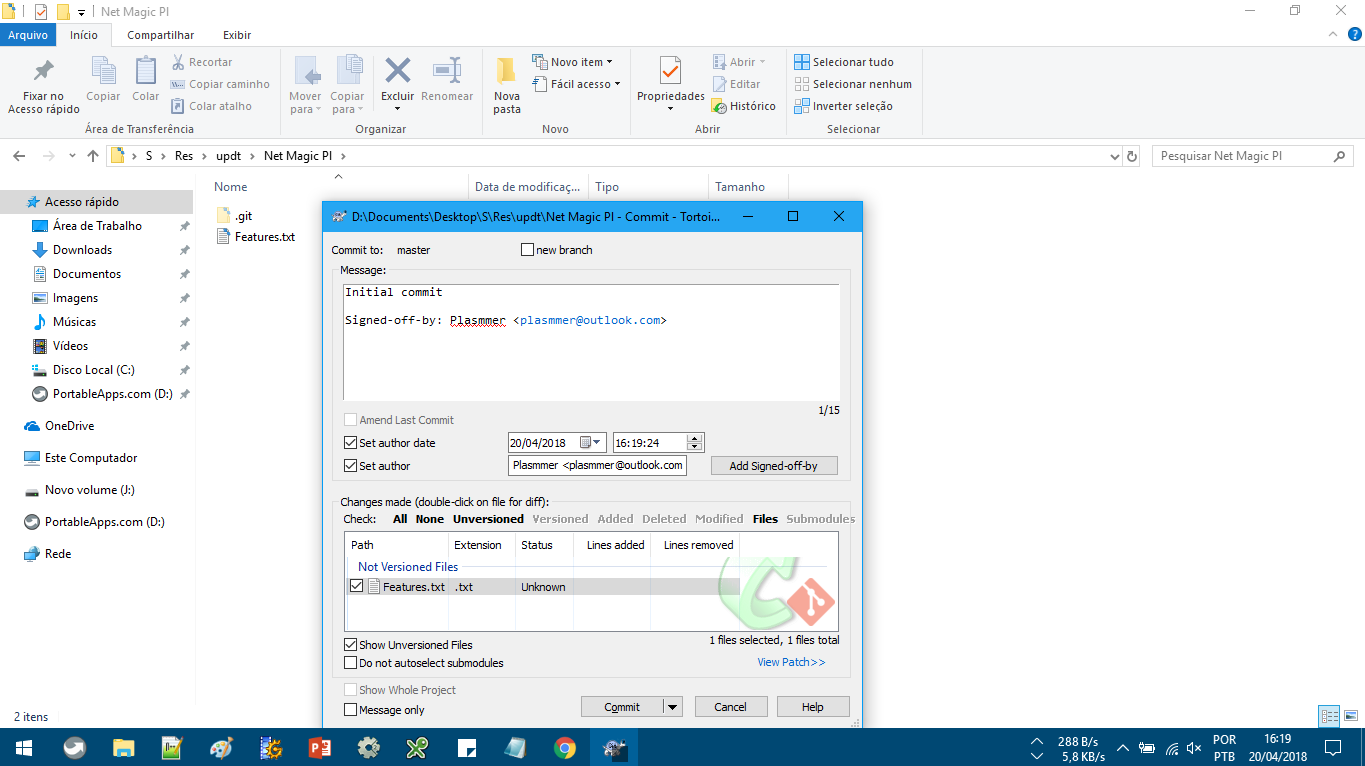 Net Magic PI
Arquivo Início Compartilhar Exibir
Fixar no Acesso rápido
Copiar
Colar
Recortar
Copiar caminho
Colar atalho
Área de Transferência
Mover para
Copiar para
Excluir
Renomear
Organizar
Nova pasta
Novo item
Fácil acesso
Novo
Propriedades
Abrir
Editar
Histórico
Abrir
Selecionar tudo
Selecionar nenhum
Inverter seleção
Selecionar
S > Res > updt > Net Magic PI >
Pesquisar Net Magic PI
Acesso rápido
Área de Trabalho
Downloads
Documentos
Imagens
Músicas
Vídeos
Disco Local (C:)
PortableApps.com (D:)
OneDrive
Este Computador
Novo volume (J:)
PortableApps.com (D:)
Rede
Nome Data de modificaç... Tipo Tamanho
.git
Features.txt
D:\Documents\Desktop\S\Res\updt\Net Magic PI - Commit - Tortoi...
Commit to: master new branch
Message:
Initial commit
Signed-off-by: Plasmmer <plasmmer@outlook.com>
1/15
Amend Last Commit
Set author date 20/04/2018 16:19:24
Set author Plasmmer <plasmmer@outlook.com Add Signed-off-by
Changes made (double-click on file for diff):
Check: All None Unversioned Versioned Added Deleted Modified Files Submodules
Path Extension Status Lines added Lines removed
Not Versioned Files
Features.txt .txt Unknown
Show Unversioned Files
1 files selected, 1 files total
Do not autoselect submodules
View Patch>>
Show Whole Project
Message only
Commit Cancel Help
2 itens
288 B/s
5,8 KB/s
POR
PTB
16:19
20/04/2018